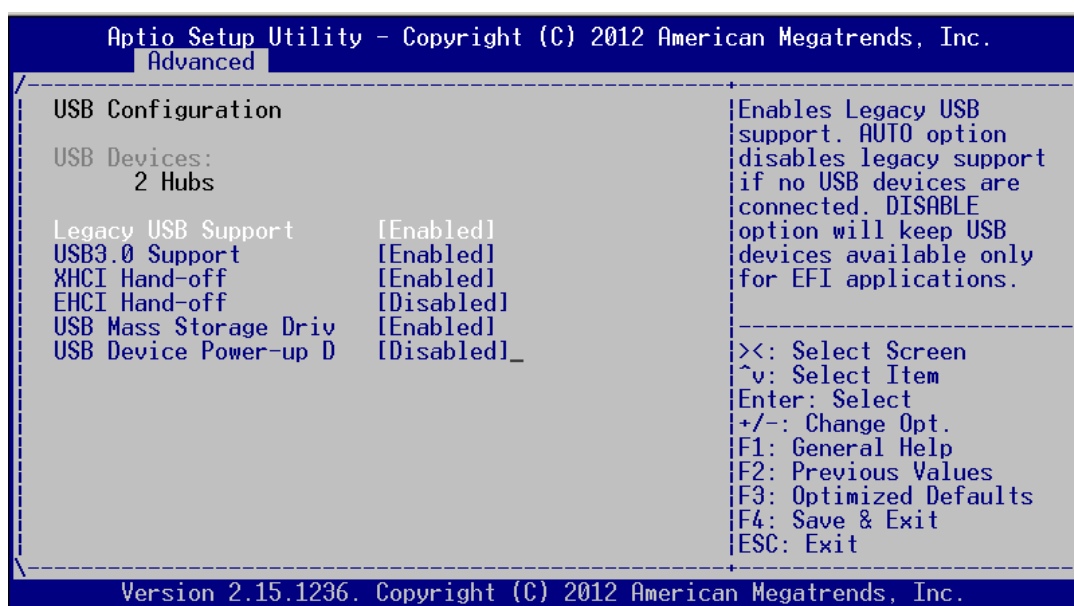 Aptio Setup Utility - Copyright (C) 2012 American Megatrends, Inc.
Advanced
USB Configuration
USB Devices:
2 Hubs
Legacy USB Support [Enabled]
USB3.0 Support [Enabled]
XHCI Hand-off [Enabled]
EHCI Hand-off [Disabled]
USB Mass Storage Driv [Enabled]
USB Device Power-up D [Disabled]_
Enables Legacy USB
support. AUTO option
disables legacy support
if no USB devices are
connected. DISABLE
option will keep USB
devices available only
for EFI applications.
><: Select Screen
^v: Select Item
Enter: Select
+/-: Change Opt.
F1: General Help
F2: Previous Values
F3: Optimized Defaults
F4: Save & Exit
ESC: Exit
Version 2.15.1236. Copyright (C) 2012 American Megatrends, Inc.